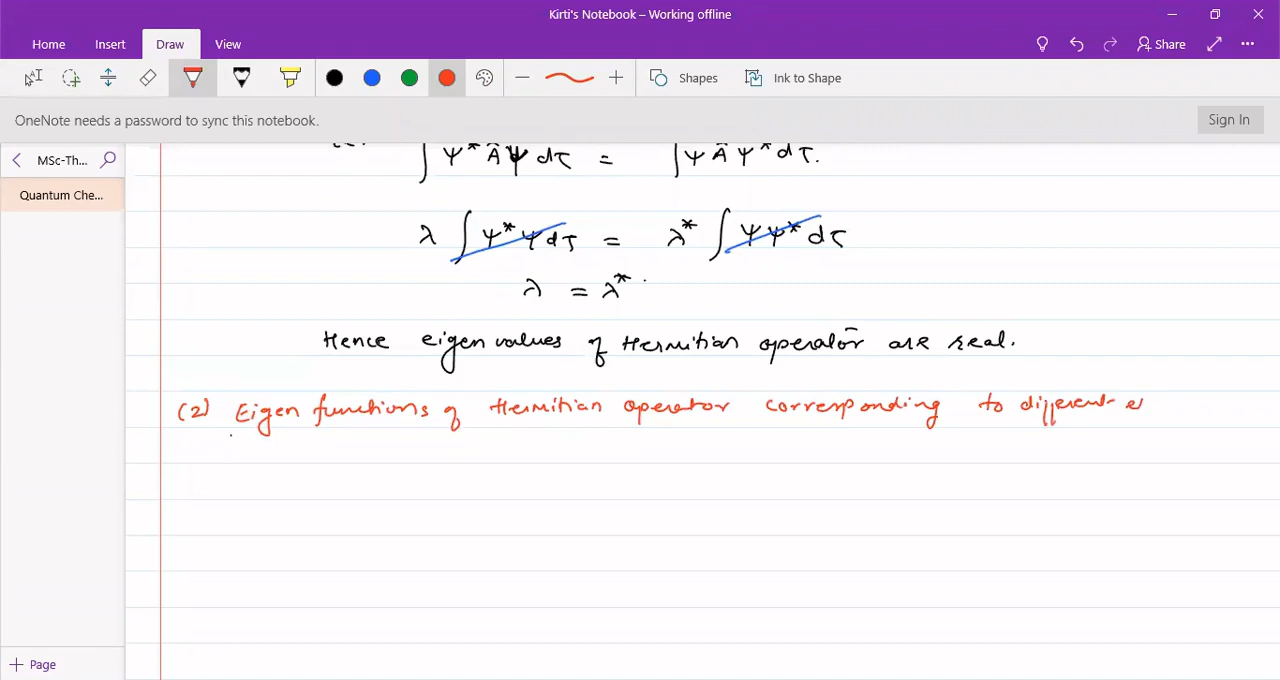 Kirti's Notebook – Working offline
Home Insert Draw View
Share
Shapes Ink to Shape
OneNote needs a password to sync this notebook.
Sign In
MSc-Th...
Quantum Che...
∫ ψ* Â ψ dτ = ∫ ψ Â ψ* dτ.
λ ∫ ψ* ψ dτ = λ* ∫ ψ ψ* dτ
λ = λ*
Hence eigen values of Hermitian operator are real.
(2) Eigen functions of Hermitian operator corresponding to different e
+ Page